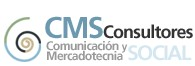 CMS Consultores
Comunicación y
Mercadotecnia SOCIAL